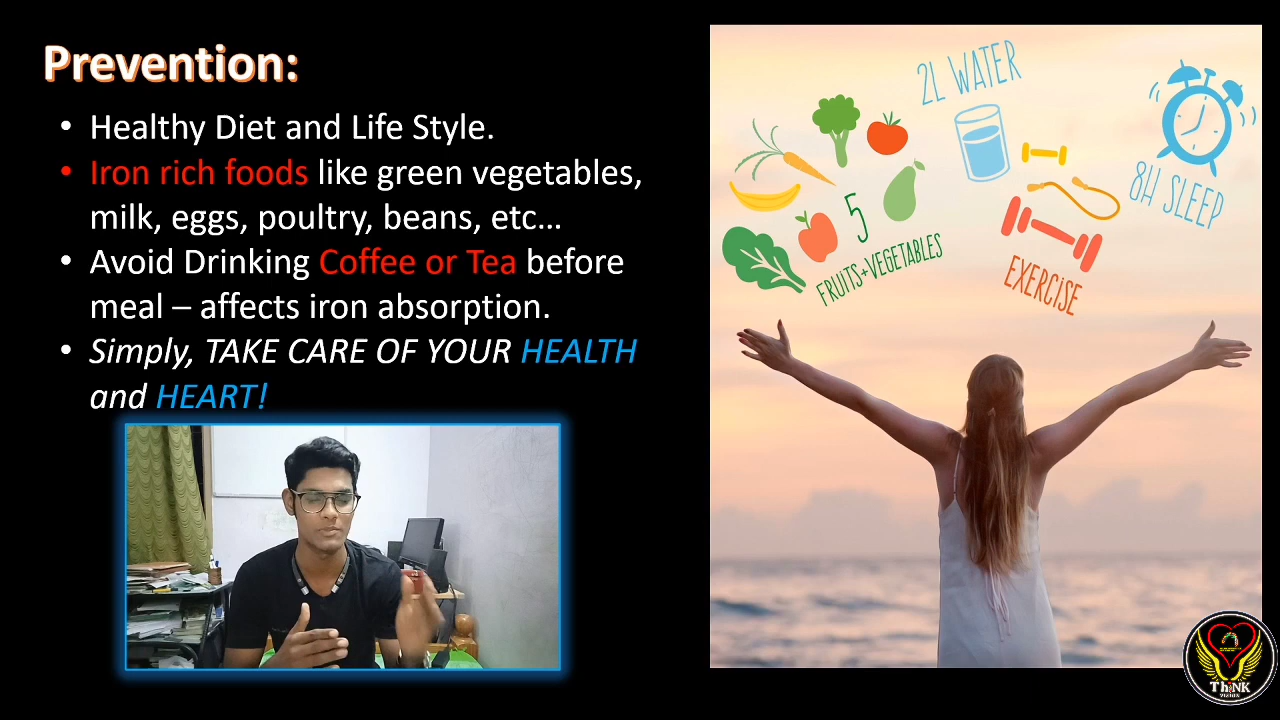 Prevention:
• Healthy Diet and Life Style.
• Iron rich foods like green vegetables,
milk, eggs, poultry, beans, etc...
• Avoid Drinking Coffee or Tea before
meal – affects iron absorption.
• Simply, TAKE CARE OF YOUR HEALTH
and HEART!
2L WATER
8H SLEEP
5
FRUITS+VEGETABLES
EXERCISE
ThiNK
VISION